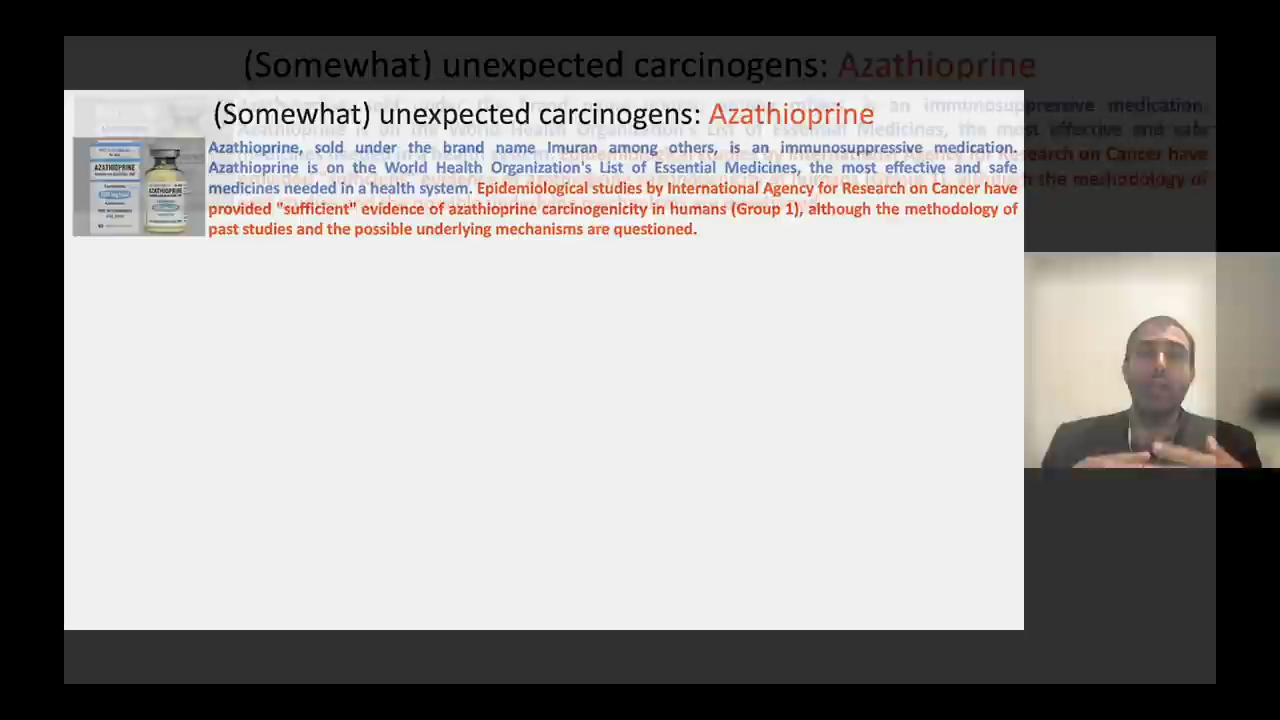 (Somewhat) unexpected carcinogens: Azathioprine
(Somewhat) unexpected carcinogens: Azathioprine
Azathioprine, sold under the brand name Imuran among others, is an immunosuppressive medication.
Azathioprine is on the World Health Organization's List of Essential Medicines, the most effective and safe
medicines needed in a health system. Epidemiological studies by International Agency for Research on Cancer have
provided "sufficient" evidence of azathioprine carcinogenicity in humans (Group 1), although the methodology of
past studies and the possible underlying mechanisms are questioned.
AZATHIOPRINE
AZATHIOPRINE